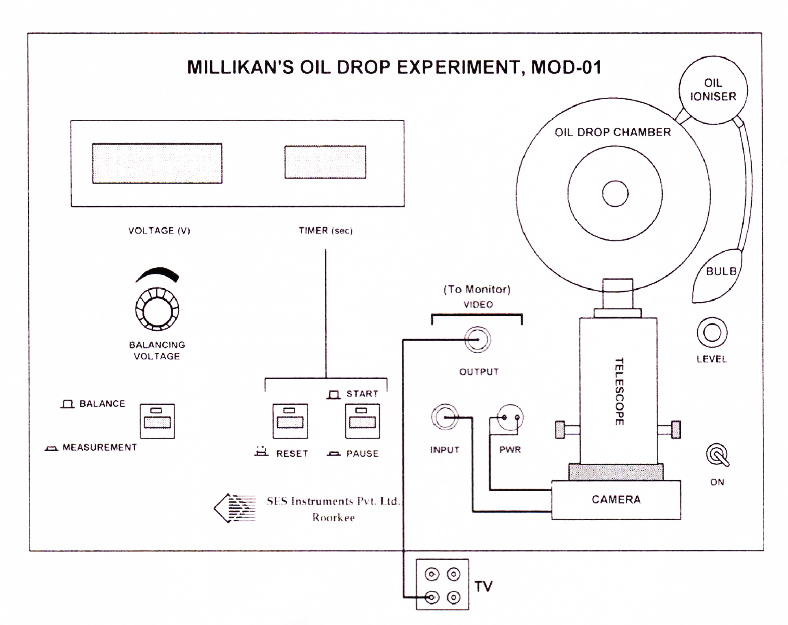 MILLIKAN'S OIL DROP EXPERIMENT, MOD-01
OIL
IONISER
OIL DROP CHAMBER
VOLTAGE (V)
TIMER (sec)
BULB
(To Monitor)
VIDEO
BALANCING
VOLTAGE
LEVEL
OUTPUT
TELESCOPE
START
BALANCE
MEASUREMENT
RESET
PAUSE
INPUT
PWR
ON
CAMERA
SES Instruments Pvt. Ltd.
Roorkee
TV